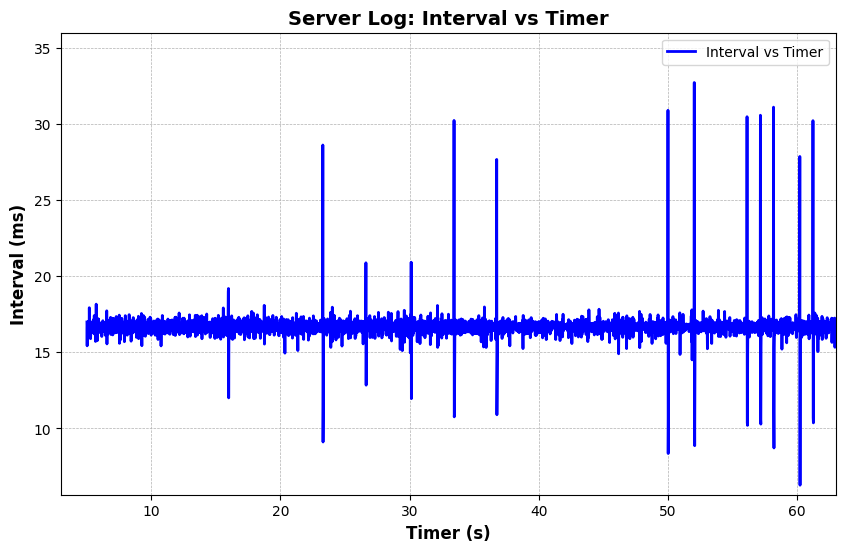 Server Log: Interval vs Timer
Interval vs Timer
35
30
25
20
15
10
Interval (ms)
10 20 30 40 50 60
Timer (s)